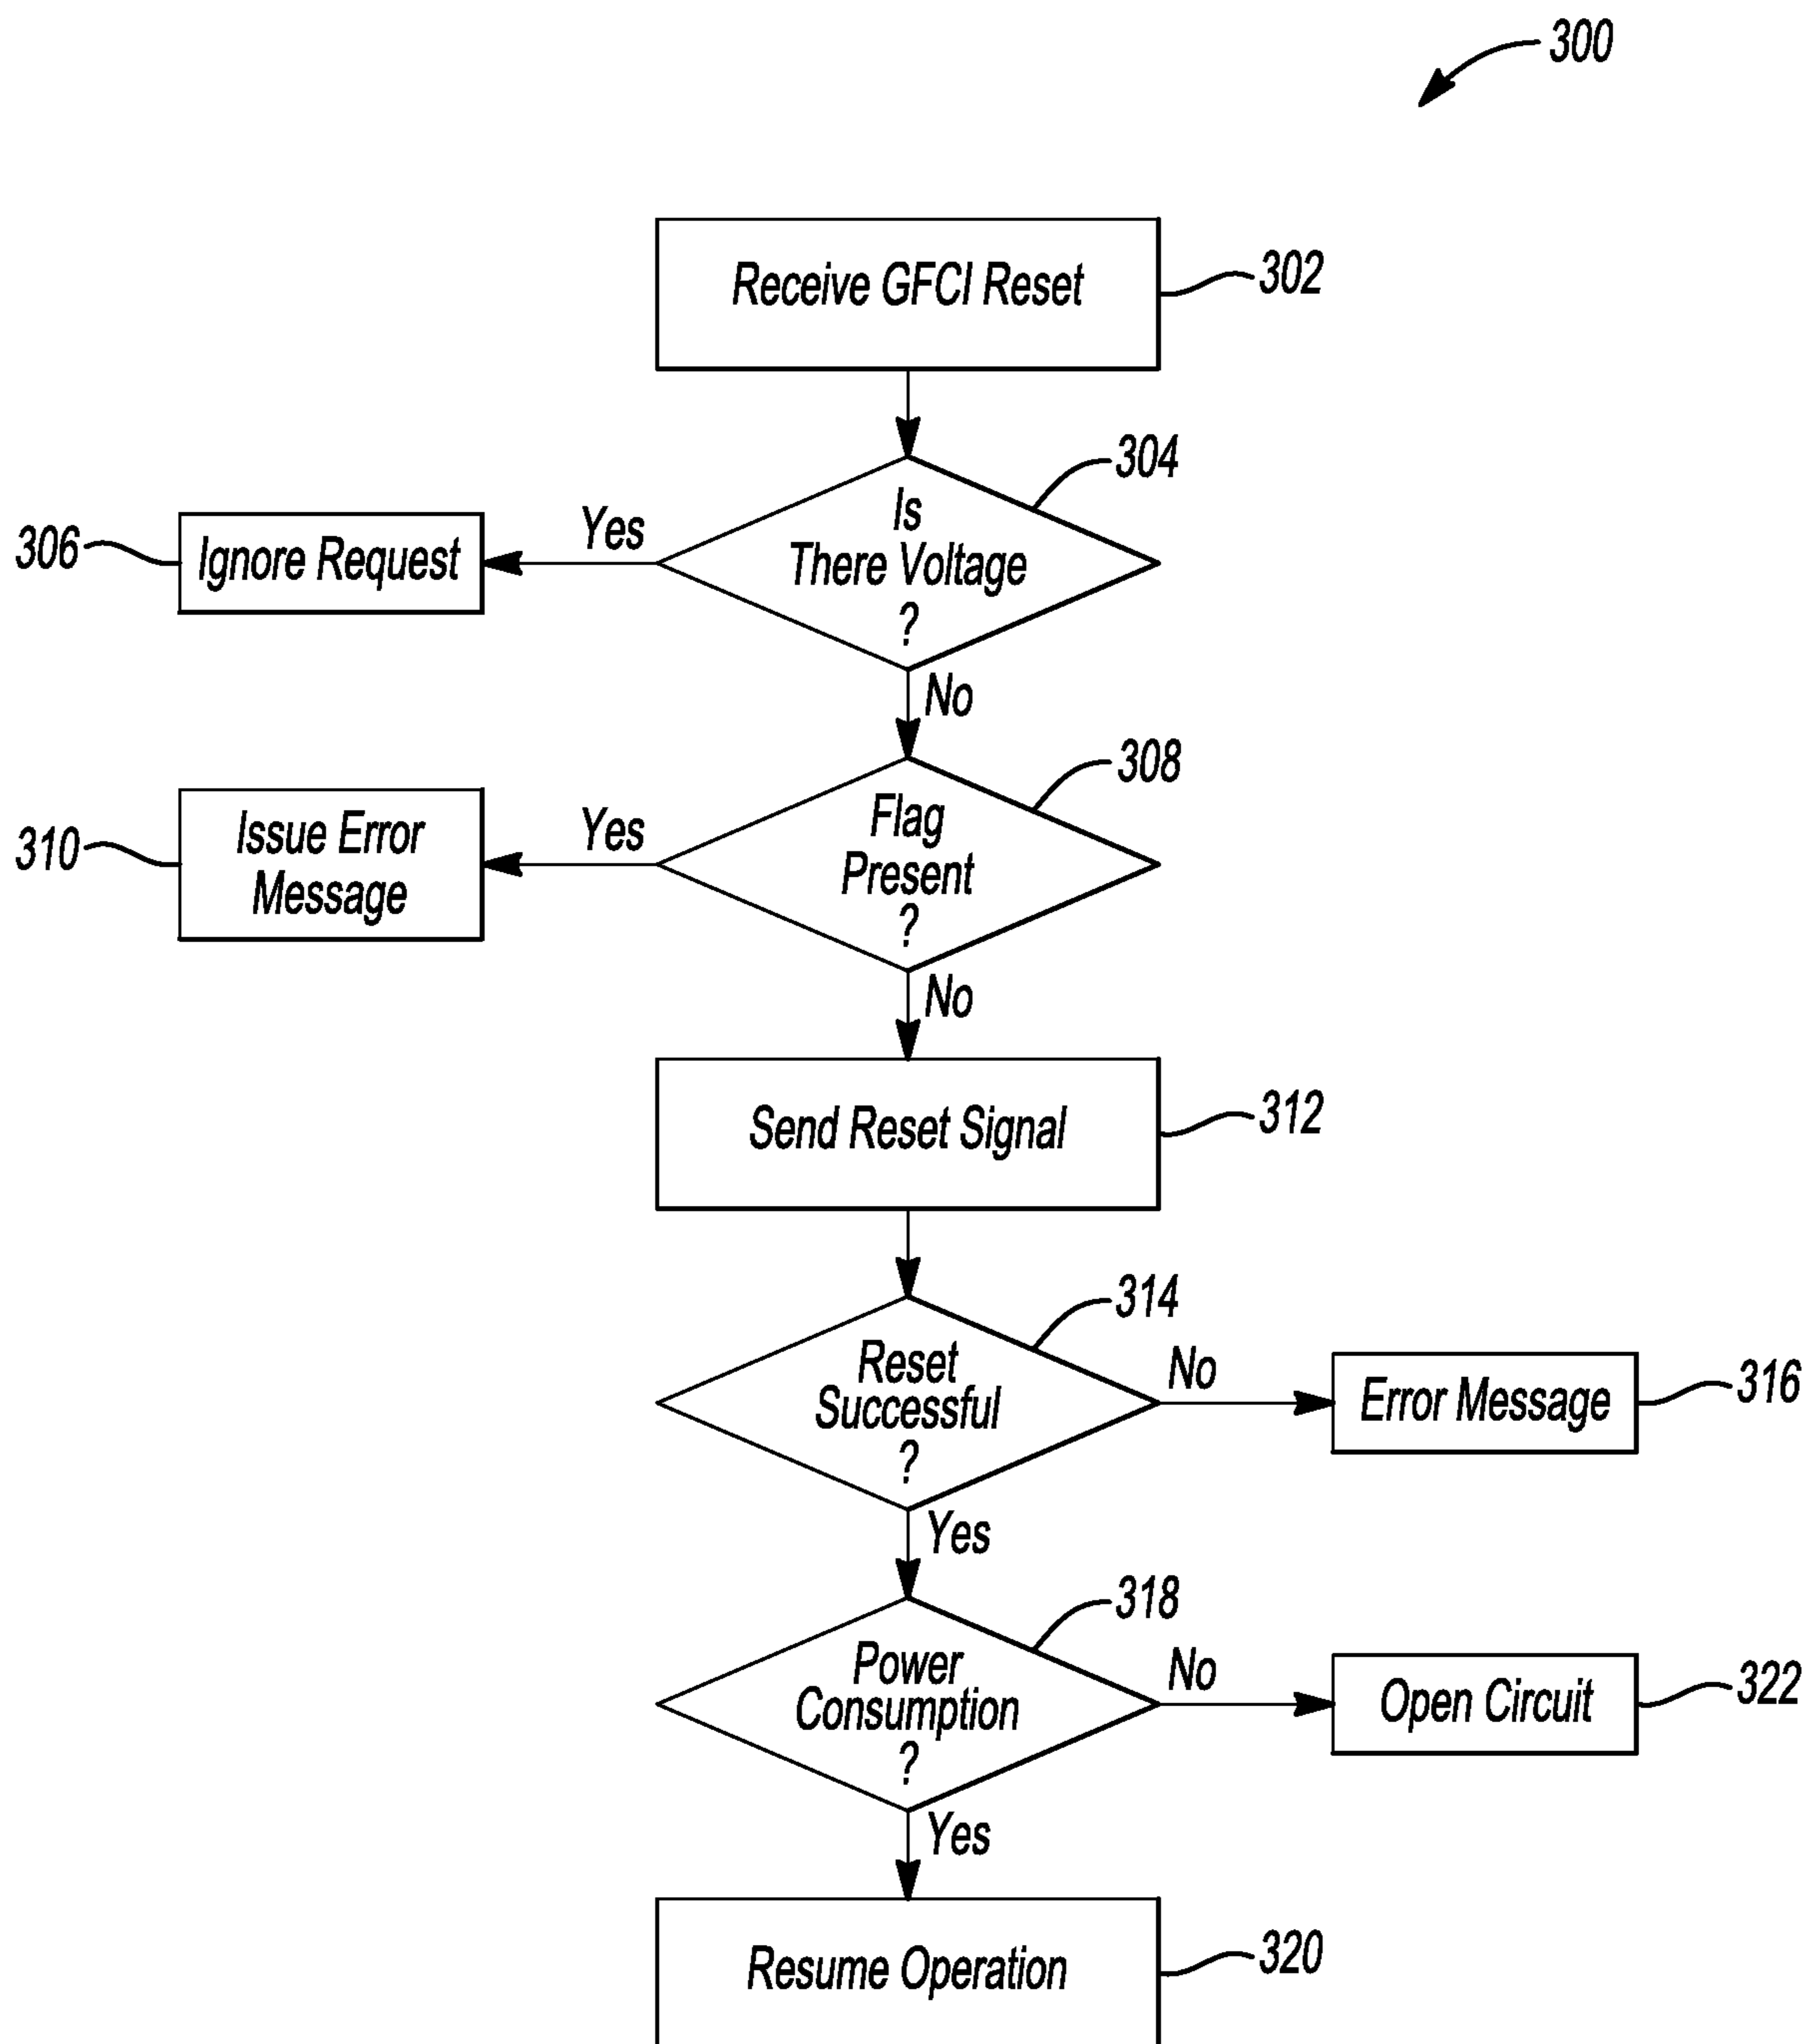 300
Receive GFCI Reset
302
304
Is
There Voltage
?
Yes
Ignore Request
306
No
308
Flag
Present
?
Yes
Issue Error
Message
310
No
Send Reset Signal
312
314
Reset
Successful
?
No
Error Message
316
Yes
318
Power
Consumption
?
No
Open Circuit
322
Yes
Resume Operation
320